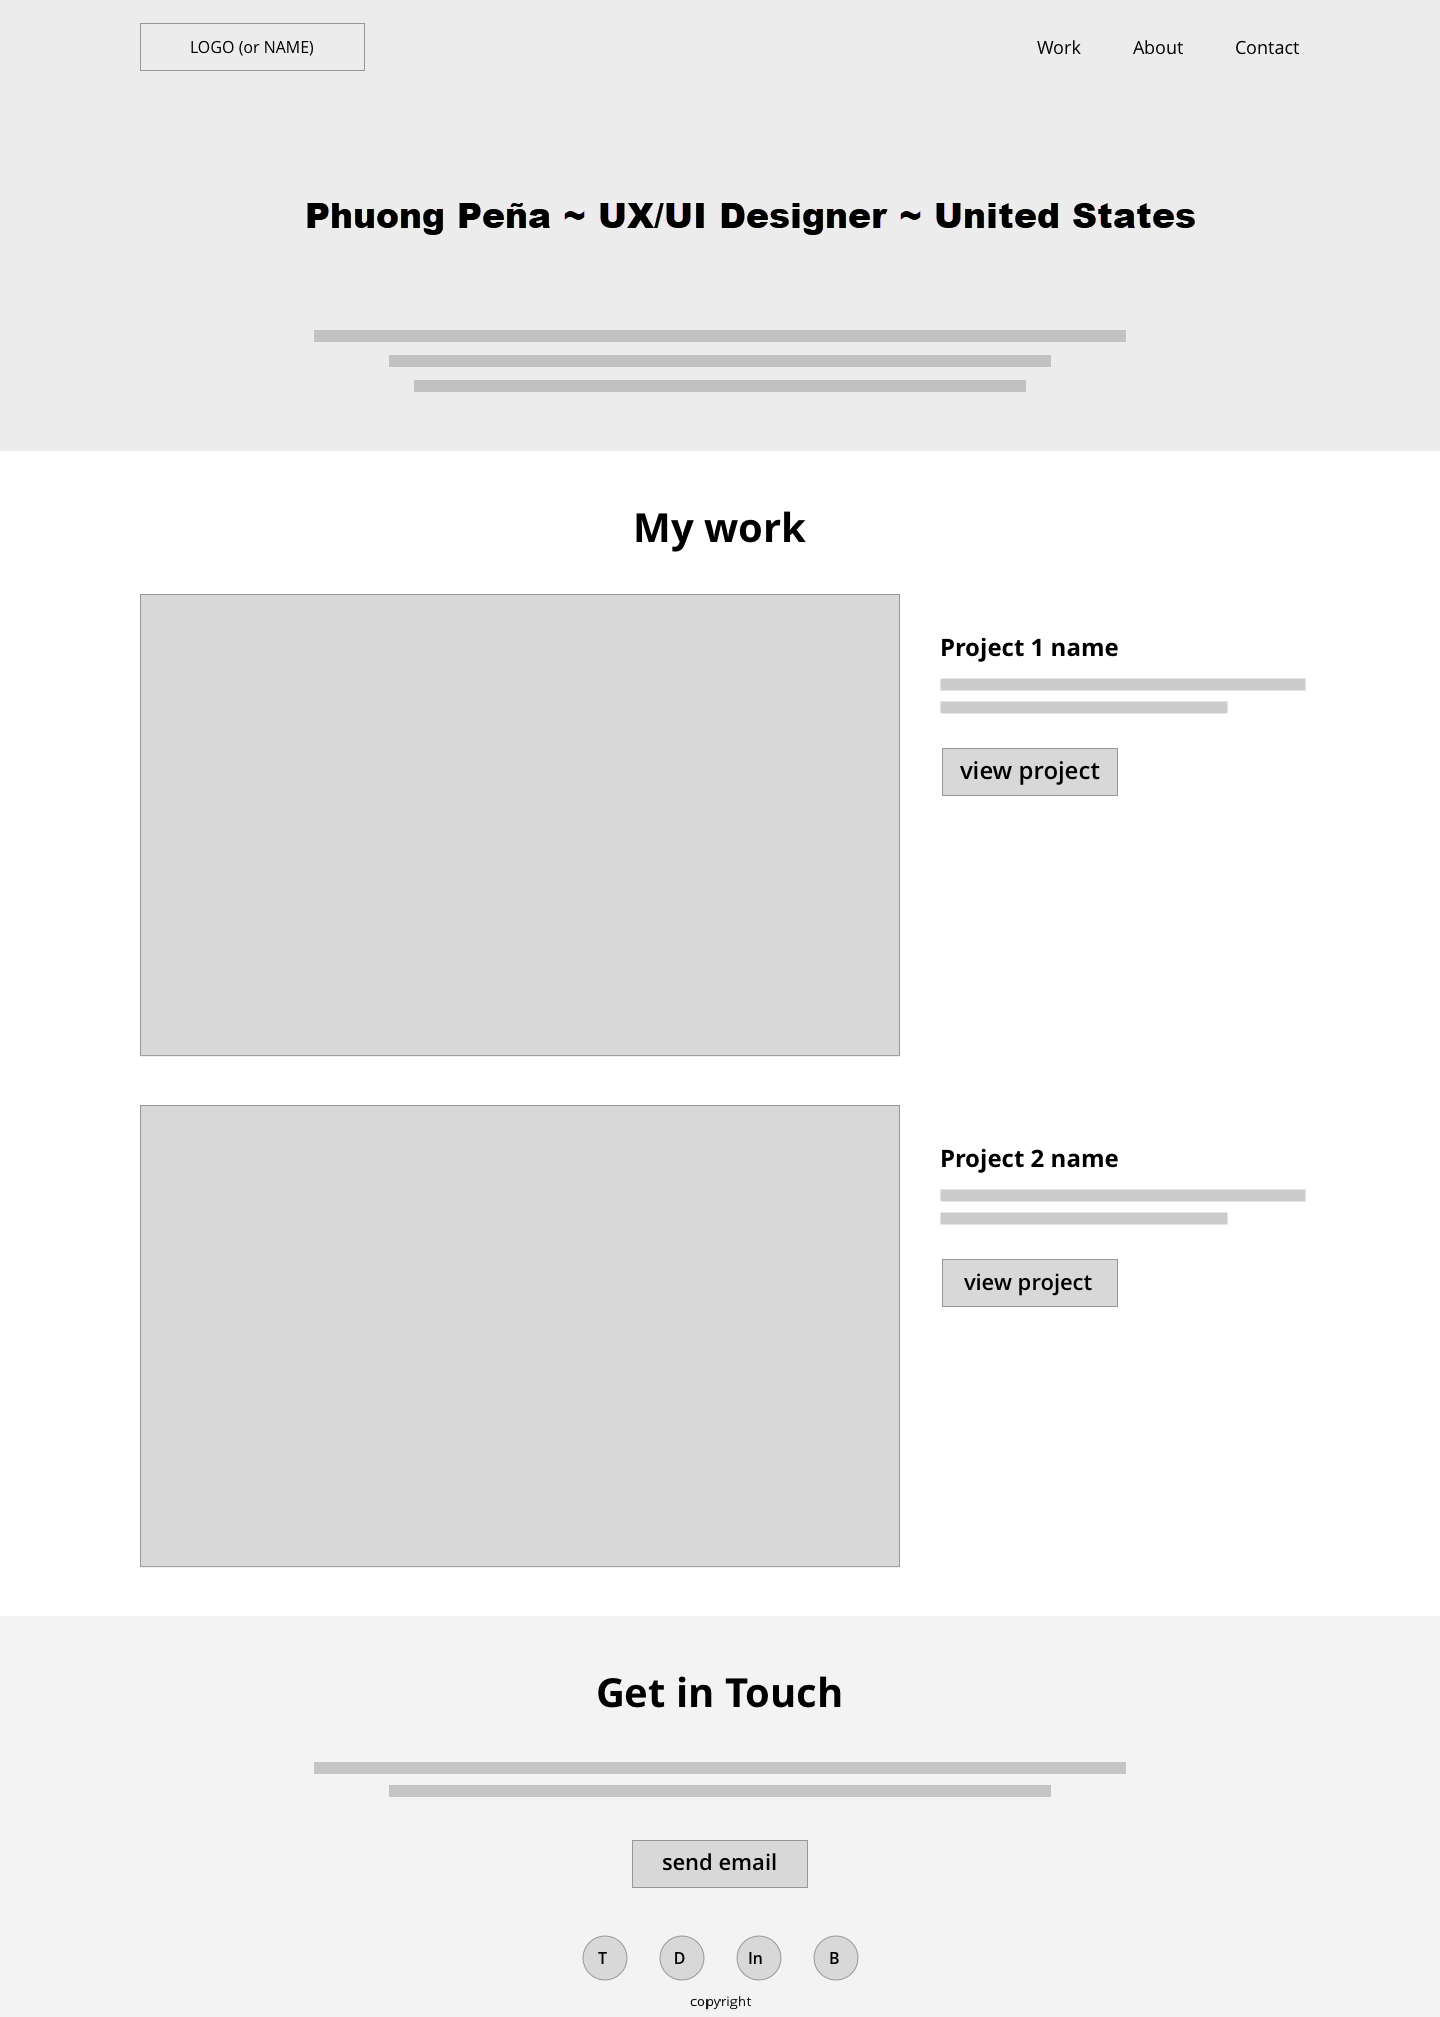 LOGO (or NAME)
Work About Contact
Phuong Peña ~ UX/UI Designer ~ United States
My work
Project 1 name
view project
Project 2 name
view project
Get in Touch
send email
T D In B
copyright